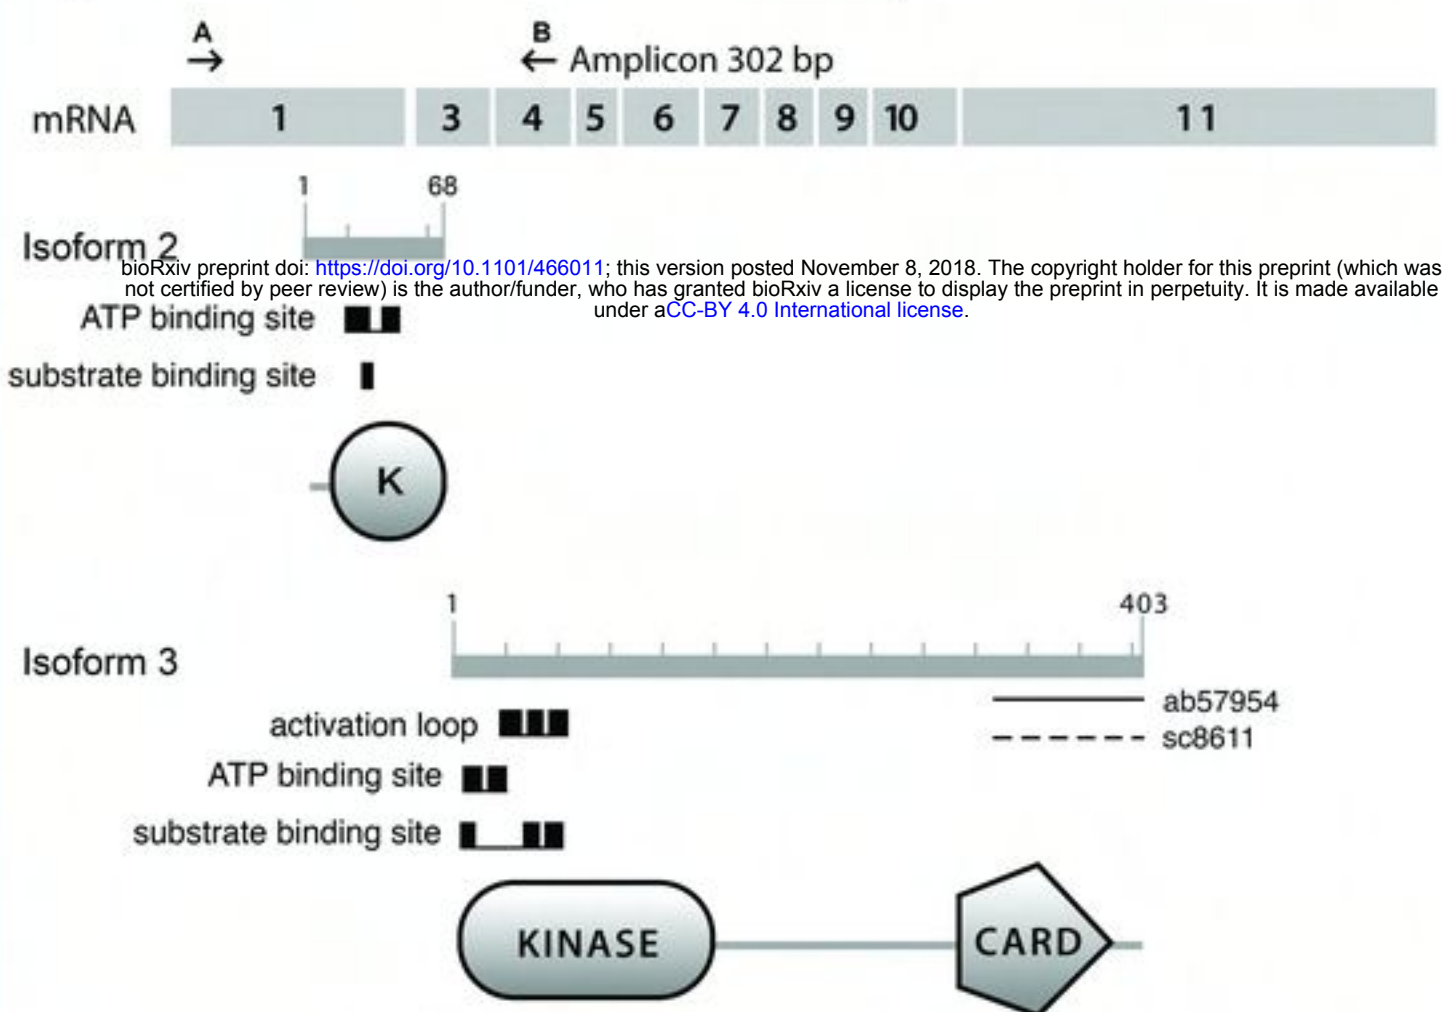 A
B
Amplicon 302 bp
mRNA 1 3 4 5 6 7 8 9 10 11
1 68
Isoform 2
bioRxiv preprint doi: https://doi.org/10.1101/466011; this version posted November 8, 2018. The copyright holder for this preprint (which was
not certified by peer review) is the author/funder, who has granted bioRxiv a license to display the preprint in perpetuity. It is made available
under aCC-BY 4.0 International license.
ATP binding site
substrate binding site
K
1 403
Isoform 3
ab57954
activation loop
sc8611
ATP binding site
substrate binding site
KINASE CARD